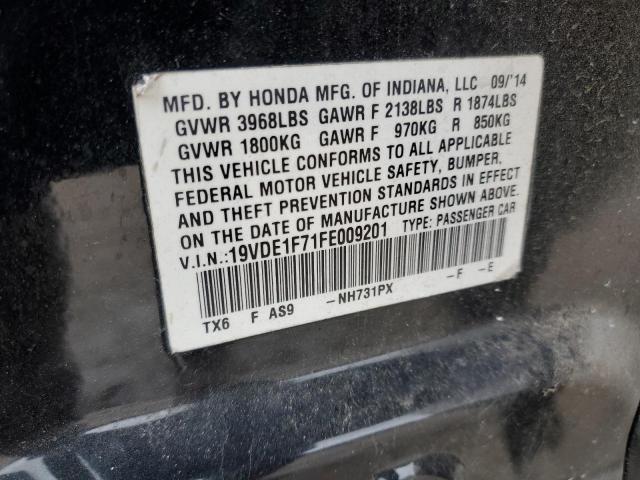 MFD. BY HONDA MFG. OF INDIANA, LLC 09/'14
GVWR 3968LBS GAWR F 2138LBS R 1874LBS
GVWR 1800KG GAWR F 970KG R 850KG
THIS VEHICLE CONFORMS TO ALL APPLICABLE
FEDERAL MOTOR VEHICLE SAFETY, BUMPER,
AND THEFT PREVENTION STANDARDS IN EFFECT
ON THE DATE OF MANUFACTURE SHOWN ABOVE.
V.I.N.:19VDE1F71FE009201 TYPE: PASSENGER CAR
TX6 F AS9 -NH731PX -F -E